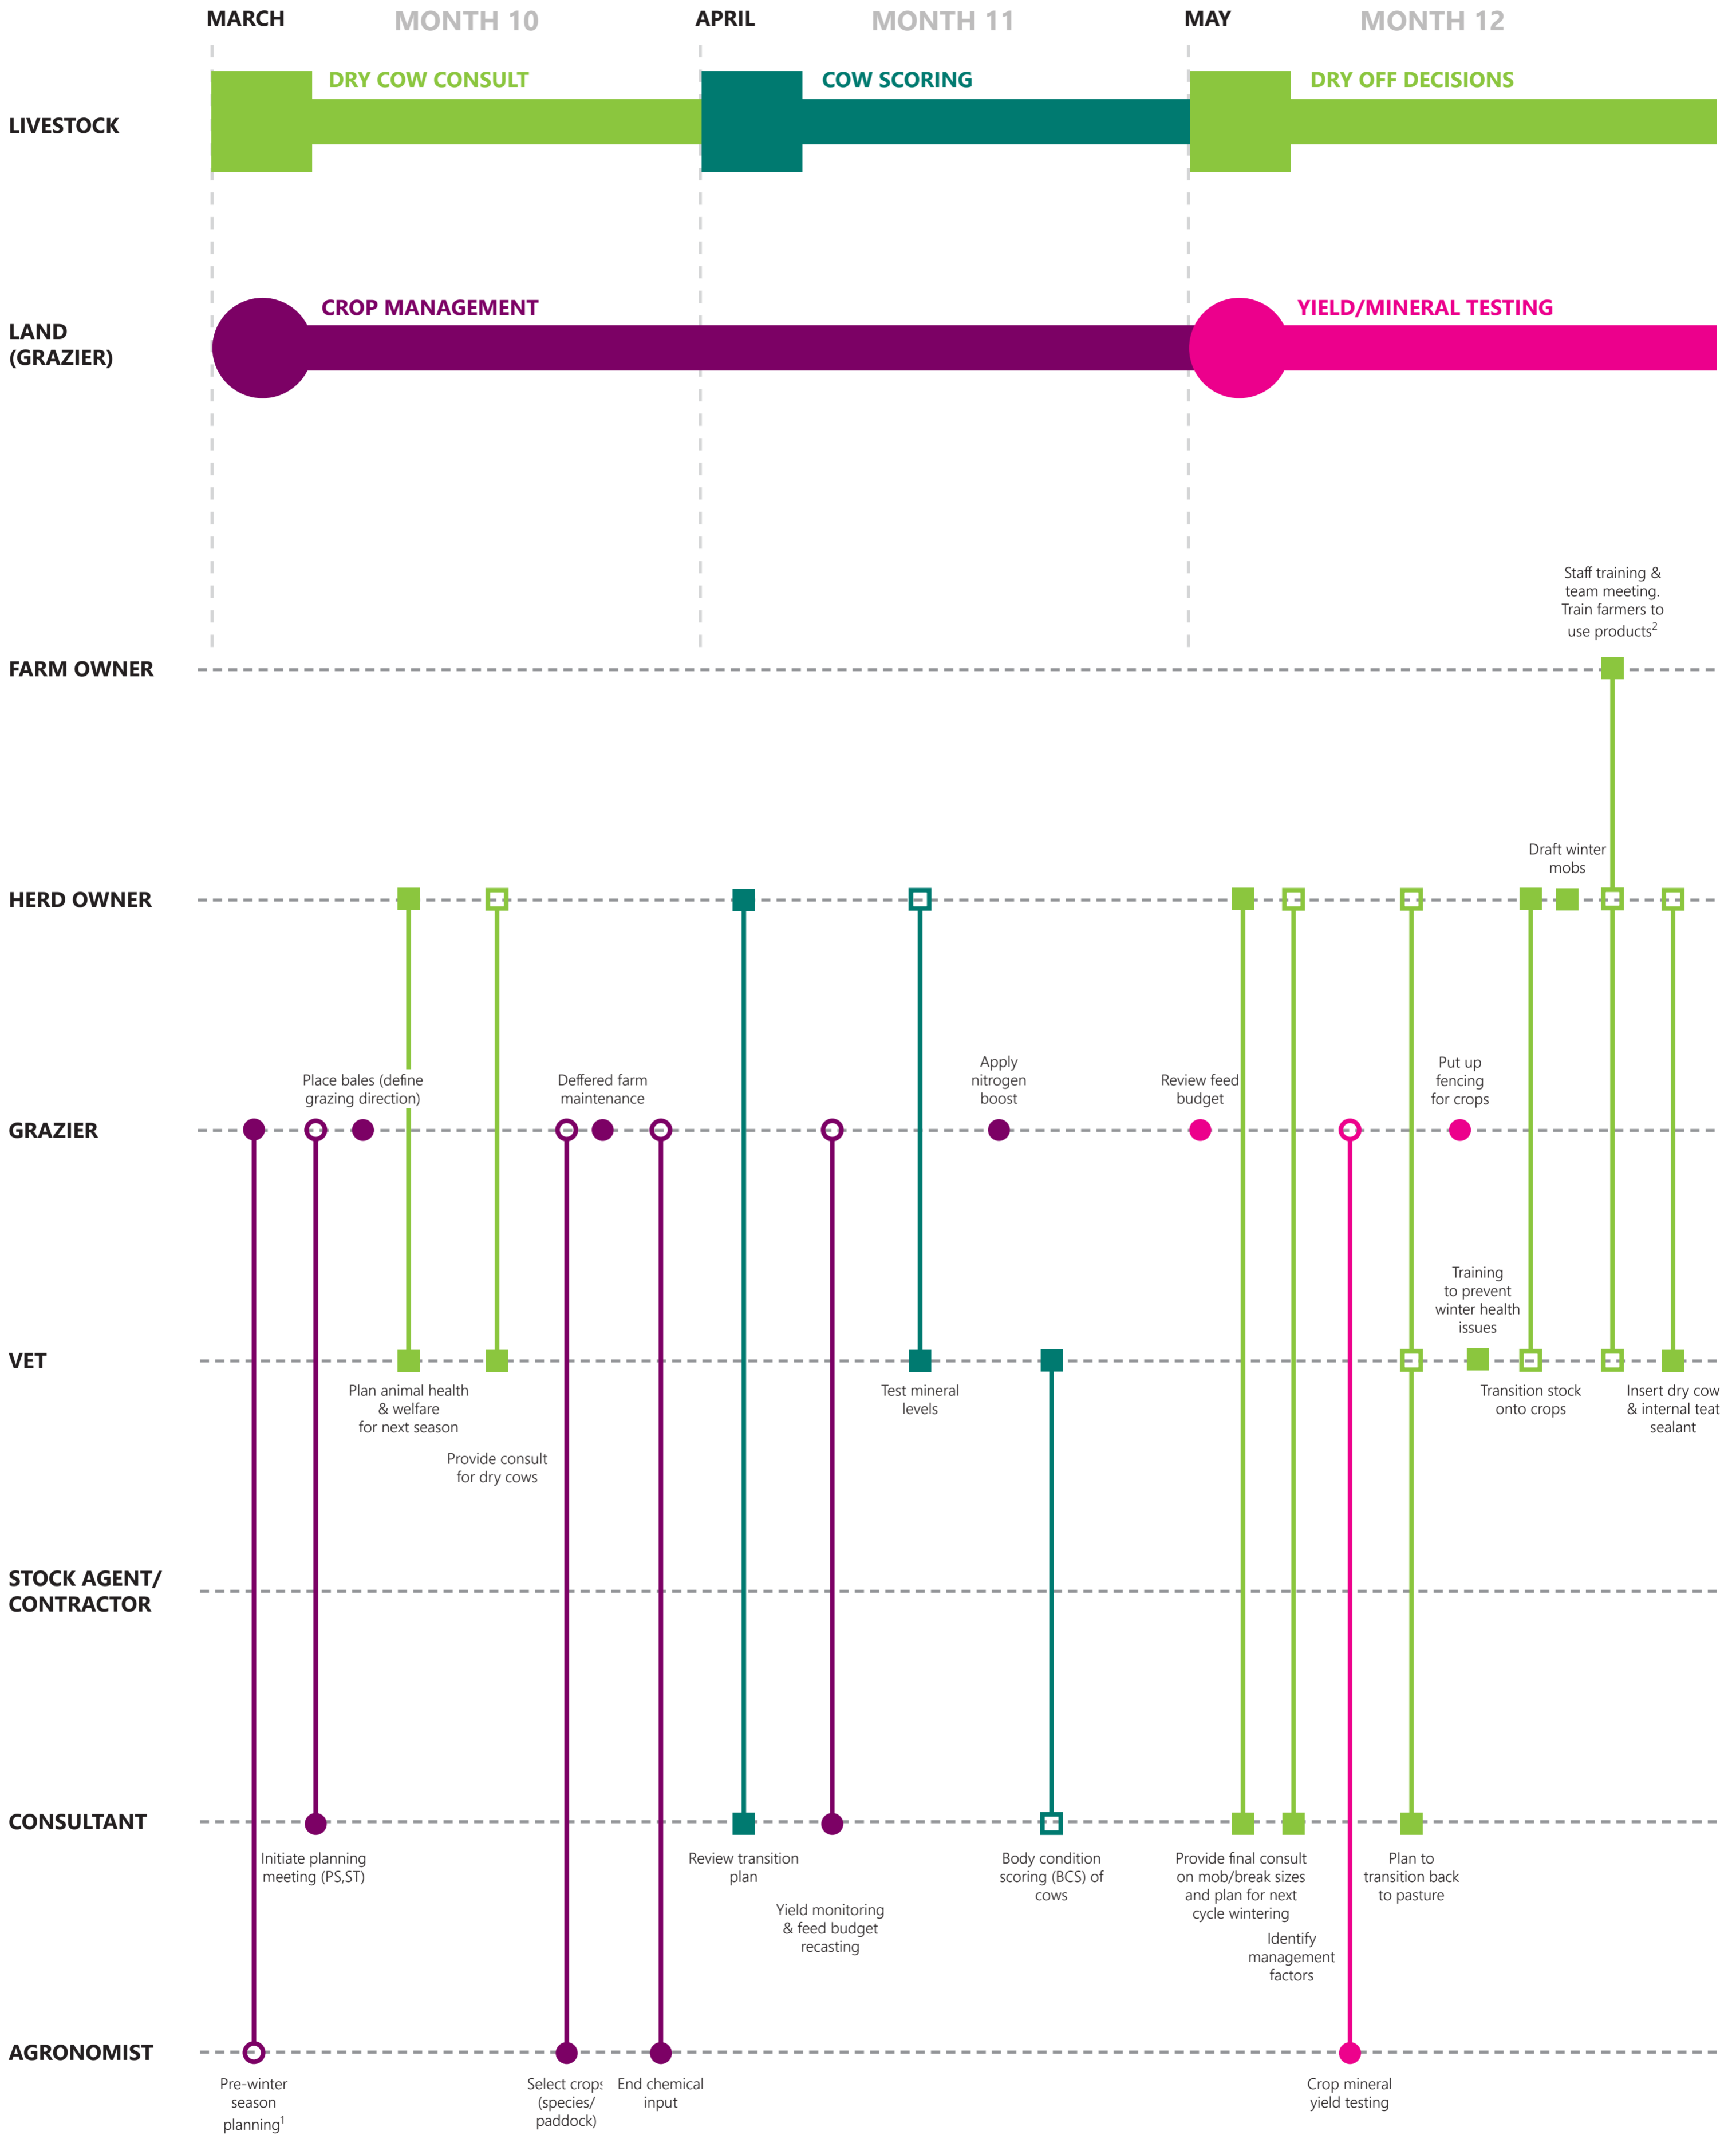 MARCH
MONTH 10
APRIL
MONTH 11
MAY
MONTH 12
DRY COW CONSULT
COW SCORING
DRY OFF DECISIONS
LIVESTOCK
CROP MANAGEMENT
YIELD/MINERAL TESTING
LAND
(GRAZIER)
Staff training &
team meeting.
Train farmers to
use products²
FARM OWNER
Draft winter
mobs
HERD OWNER
Place bales (define
grazing direction)
Deffered farm
maintenance
Apply
nitrogen
boost
Review feed
budget
Put up
fencing
for crops
GRAZIER
Training
to prevent
winter health
issues
VET
Plan animal health
& welfare
for next season
Provide consult
for dry cows
Test mineral
levels
Transition stock
onto crops
Insert dry cow
& internal teat
sealant
STOCK AGENT/
CONTRACTOR
CONSULTANT
Initiate planning
meeting (PS,ST)
Review transition
plan
Yield monitoring
& feed budget
recasting
Body condition
scoring (BCS) of
cows
Provide final consult
on mob/break sizes
and plan for next
cycle wintering
Identify
management
factors
Plan to
transition back
to pasture
AGRONOMIST
Pre-winter
season
planning¹
Select crops
(species/
paddock)
End chemical
input
Crop mineral
yield testing